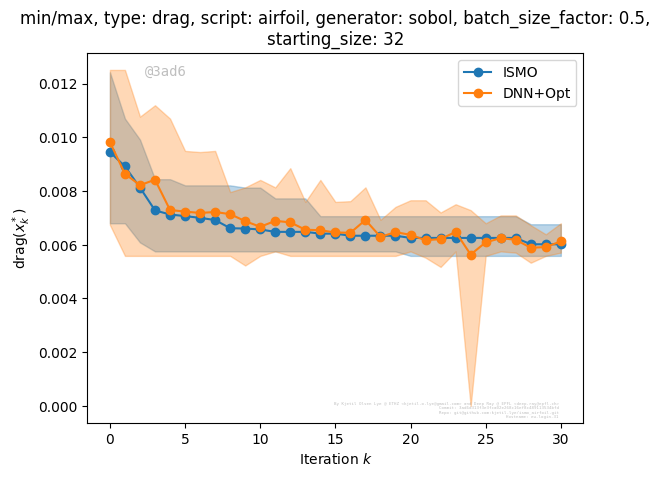 min/max, type: drag, script: airfoil, generator: sobol, batch_size_factor: 0.5,
starting_size: 32
@3ad6
ISMO
DNN+Opt
0.012
0.010
0.008
0.006
0.004
0.002
0.000
drag(x_k^*)
0 5 10 15 20 25 30
Iteration k